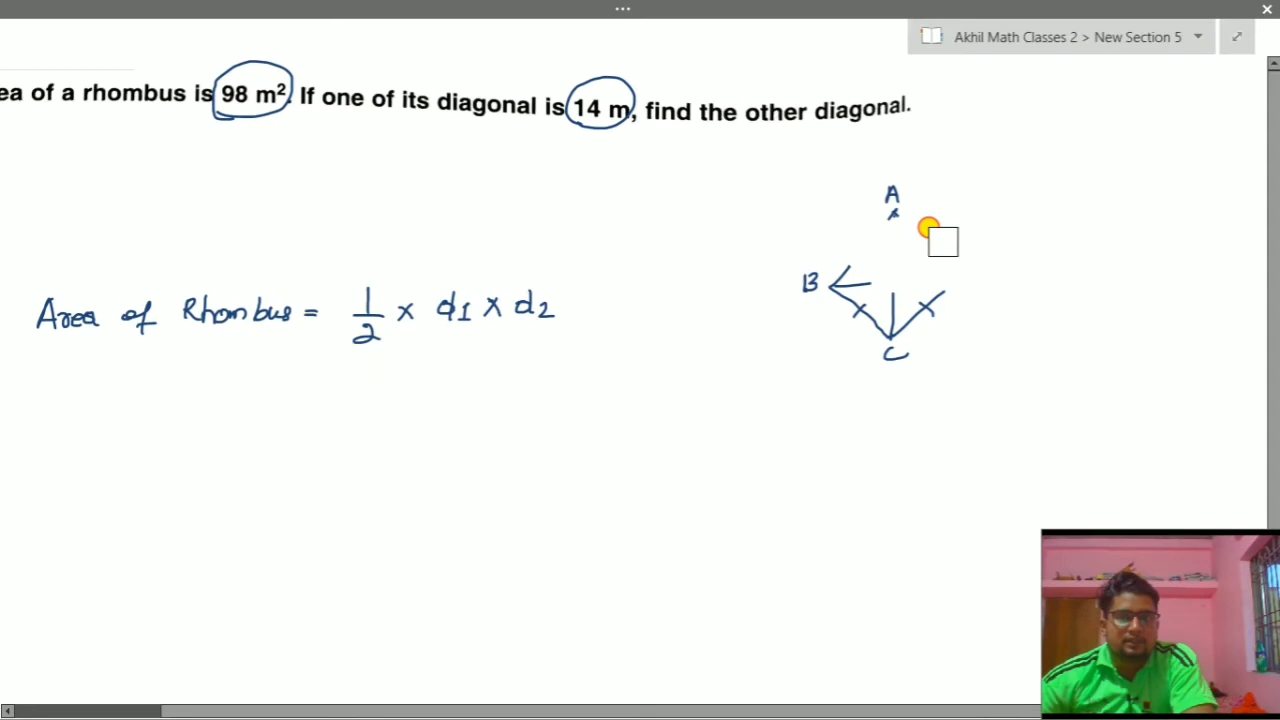 Akhil Math Classes 2 > New Section 5
ea of a rhombus is 98 m². If one of its diagonal is 14 m, find the other diagonal.
A
B
Area of Rhombus = 1/2 × d1 × d2
C